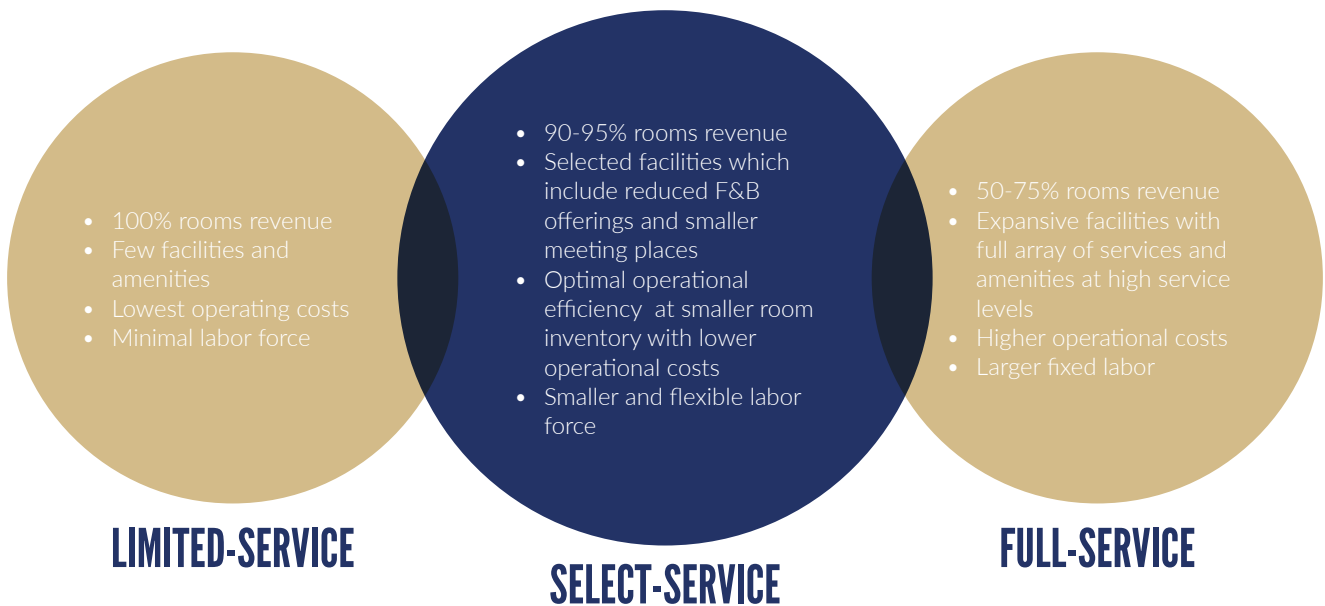 • 100% rooms revenue
• Few facilities and
amenities
• Lowest operating costs
• Minimal labor force
LIMITED-SERVICE
• 90-95% rooms revenue
• Selected facilities which
include reduced F&B
offerings and smaller
meeting places
• Optimal operational
efficiency  at smaller room
inventory with lower
operational costs
• Smaller and flexible labor
force
SELECT-SERVICE
• 50-75% rooms revenue
• Expansive facilities with
full array of services and
amenities at high service
levels
• Higher operational costs
• Larger fixed labor
FULL-SERVICE